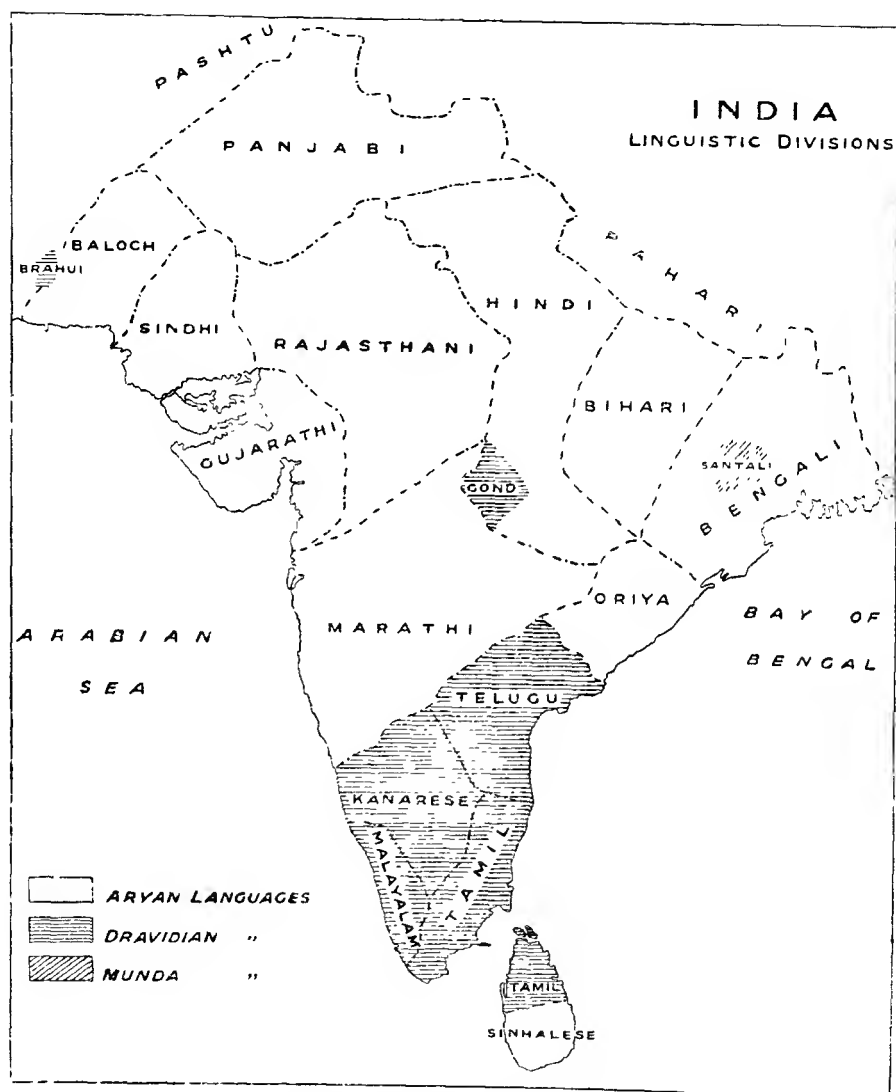 INDIA
LINGUISTIC DIVISIONS
PASHTU
PANJABI
BALOCH
BRAHUI
PAHARI
HINDI
SINDHI
RAJASTHANI
BIHARI
GUJARATHI
SANTALI
BENGALI
GOND
ORIYA
MARATHI
ARABIAN
SEA
BAY OF
BENGAL
TELUGU
KANARESE
MALAYALAM
TAMIL
ARYAN LANGUAGES
DRAVIDIAN "
MUNDA "
TAMIL
SINHALESE